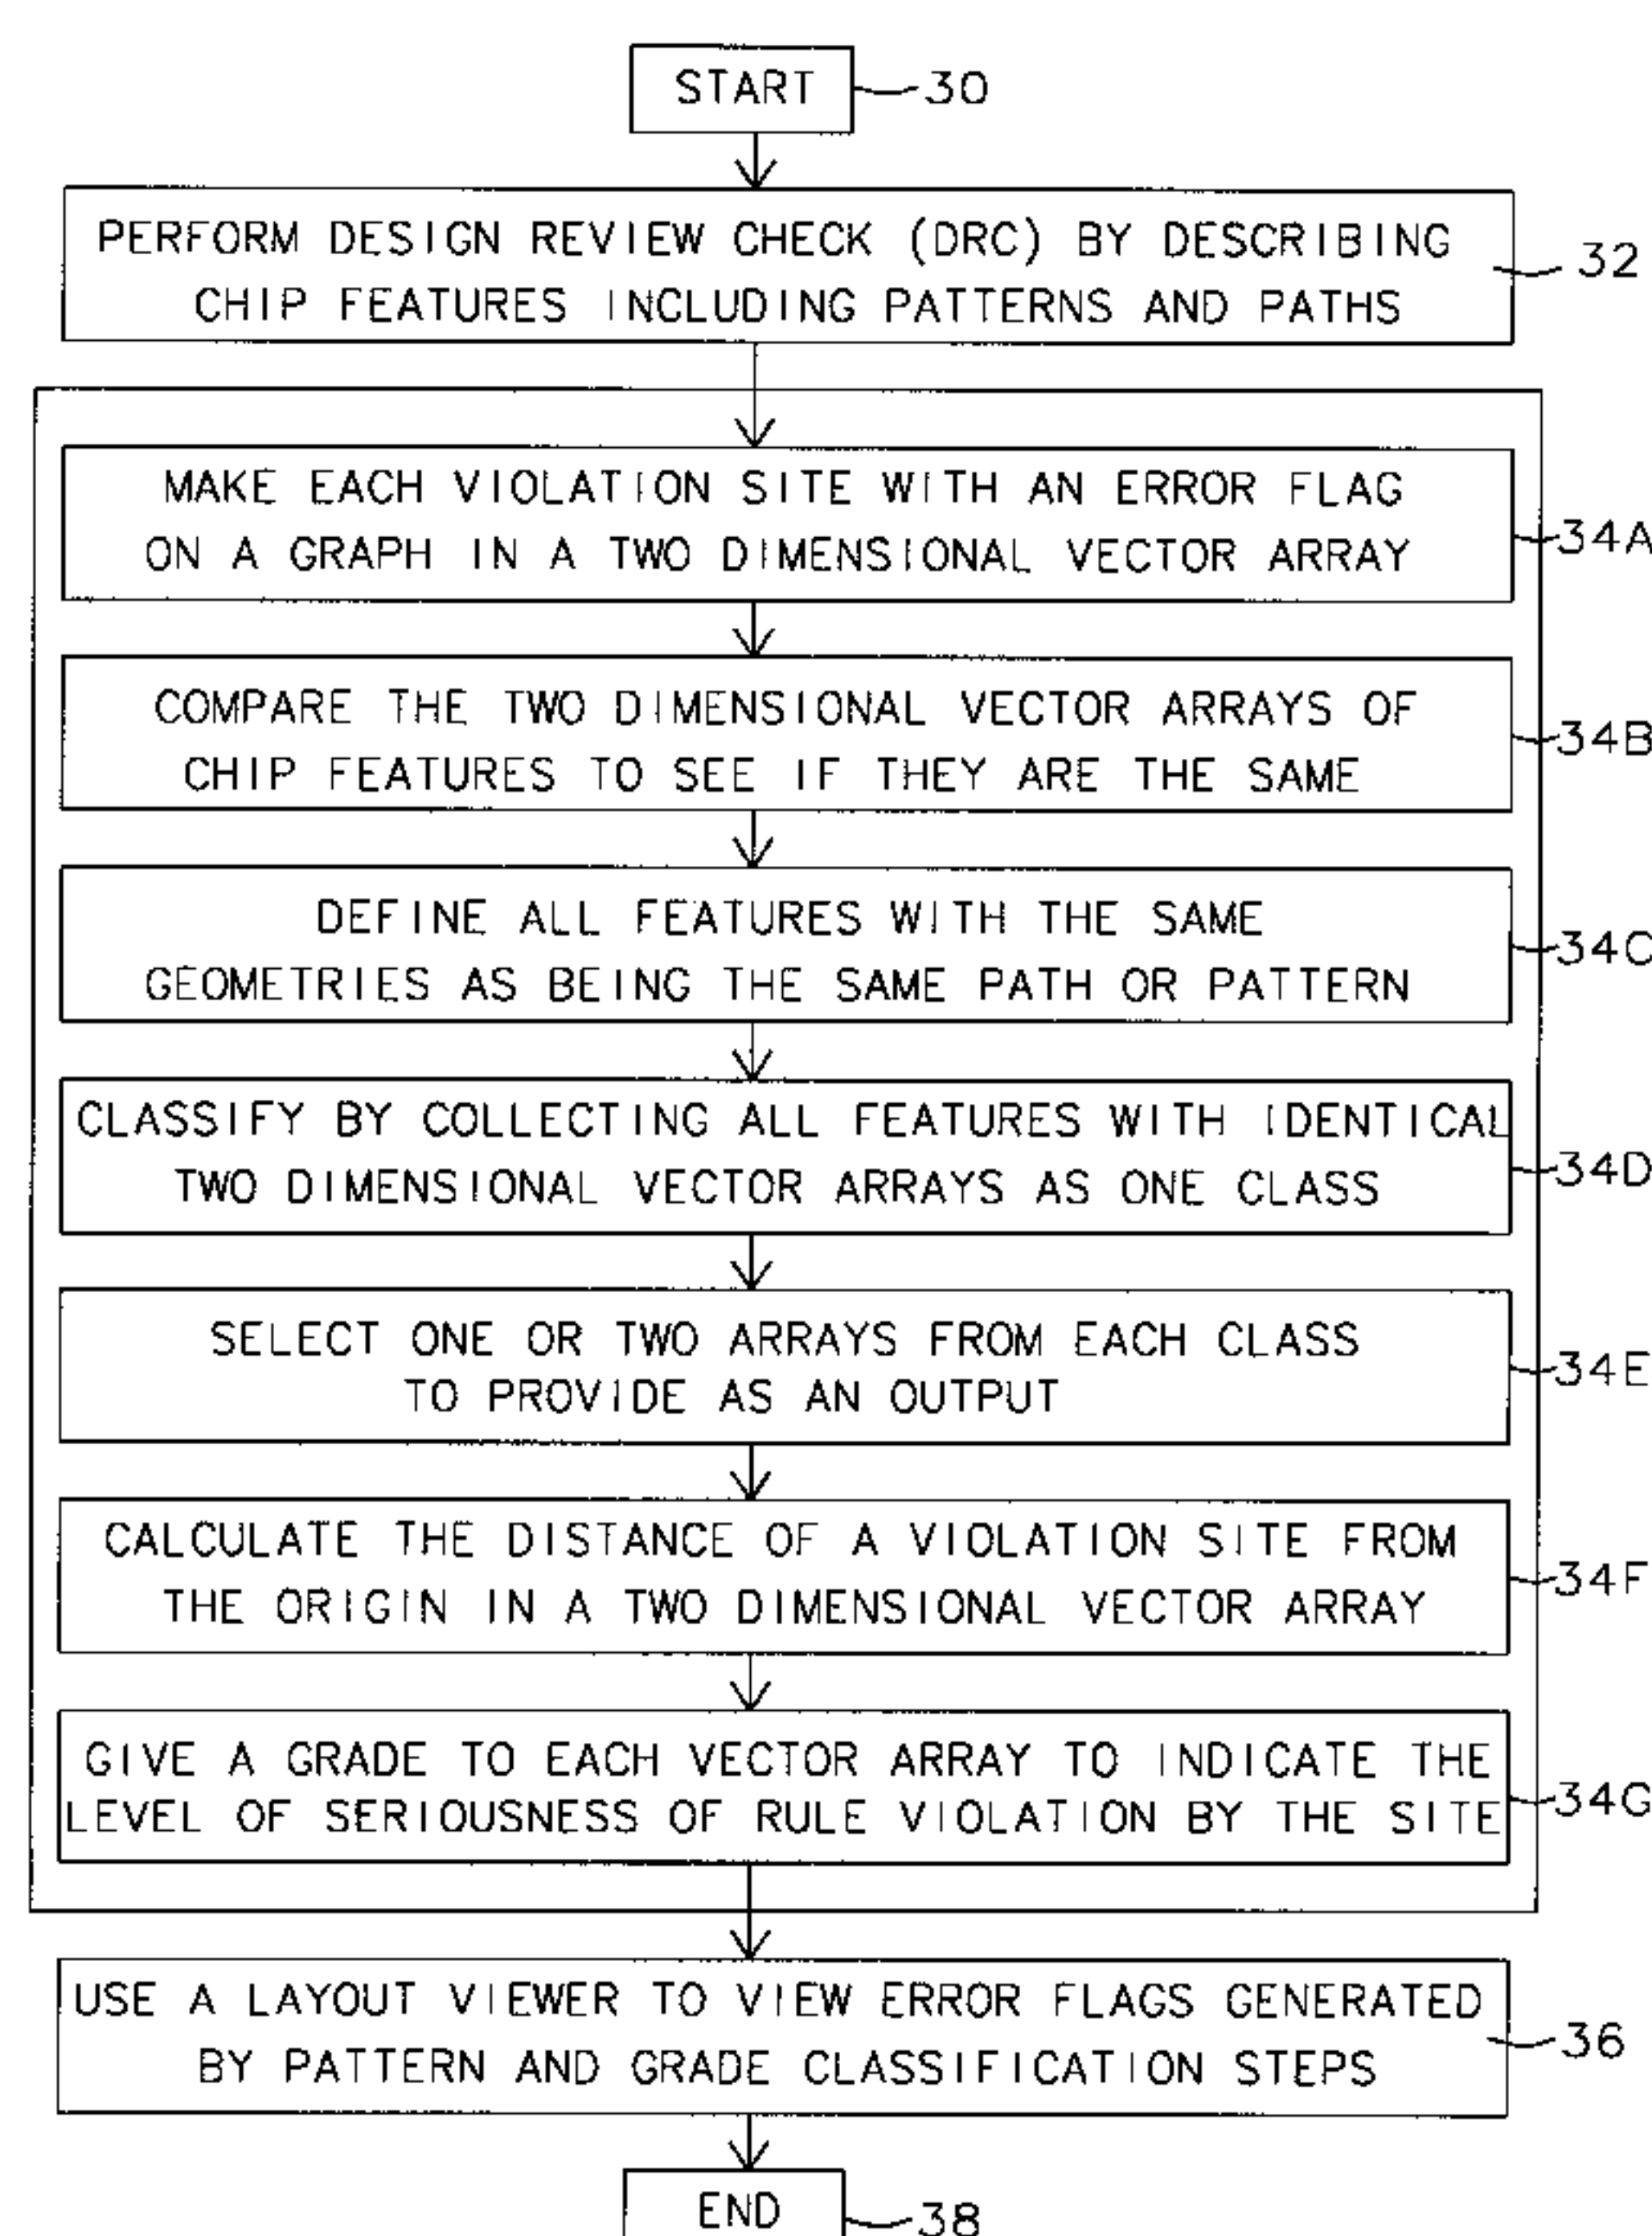 START
30
PERFORM DESIGN REVIEW CHECK (DRC) BY DESCRIBING
CHIP FEATURES INCLUDING PATTERNS AND PATHS
32
MAKE EACH VIOLATION SITE WITH AN ERROR FLAG
ON A GRAPH IN A TWO DIMENSIONAL VECTOR ARRAY
34A
COMPARE THE TWO DIMENSIONAL VECTOR ARRAYS OF
CHIP FEATURES TO SEE IF THEY ARE THE SAME
34B
DEFINE ALL FEATURES WITH THE SAME
GEOMETRIES AS BEING THE SAME PATH OR PATTERN
34C
CLASSIFY BY COLLECTING ALL FEATURES WITH IDENTICAL
TWO DIMENSIONAL VECTOR ARRAYS AS ONE CLASS
34D
SELECT ONE OR TWO ARRAYS FROM EACH CLASS
TO PROVIDE AS AN OUTPUT
34E
CALCULATE THE DISTANCE OF A VIOLATION SITE FROM
THE ORIGIN IN A TWO DIMENSIONAL VECTOR ARRAY
34F
GIVE A GRADE TO EACH VECTOR ARRAY TO INDICATE THE
LEVEL OF SERIOUSNESS OF RULE VIOLATION BY THE SITE
34G
USE A LAYOUT VIEWER TO VIEW ERROR FLAGS GENERATED
BY PATTERN AND GRADE CLASSIFICATION STEPS
36
END
38